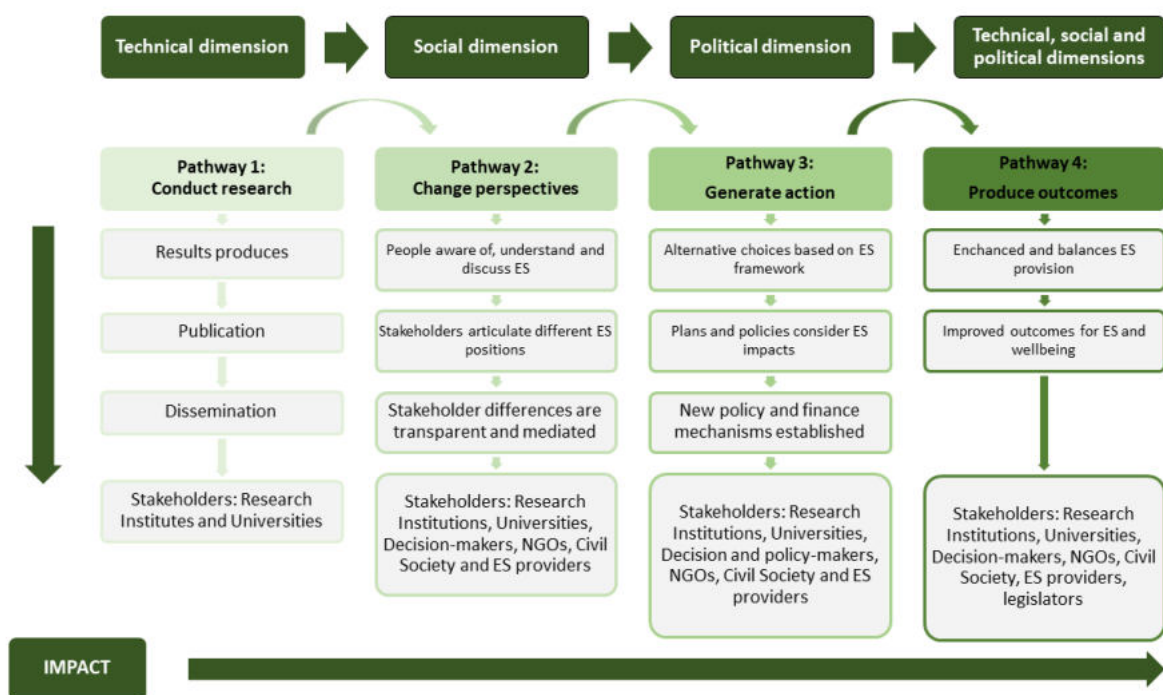 Technical dimension
Social dimension
Political dimension
Technical, social and
political dimensions
Pathway 1:
Conduct research
Results produces
Publication
Dissemination
Stakeholders: Research
Institutes and Universities
Pathway 2:
Change perspectives
People aware of, understand and
discuss ES
Stakeholders articulate different ES
positions
Stakeholder differences are
transparent and mediated
Stakeholders: Research
Institutions, Universities,
Decision-makers, NGOs, Civil
Society and ES providers
Pathway 3:
Generate action
Alternative choices based on ES
framework
Plans and policies consider ES
impacts
New policy and finance
mechanisms established
Stakeholders: Research
Institutions, Universities,
Decision and policy-makers,
NGOs, Civil Society and ES
providers
Pathway 4:
Produce outcomes
Enchanced and balances ES
provision
Improved outcomes for ES and
wellbeing
Stakeholders: Research
Institutions, Universities,
Decision-makers, NGOs, Civil
Society, ES providers,
legislators
IMPACT